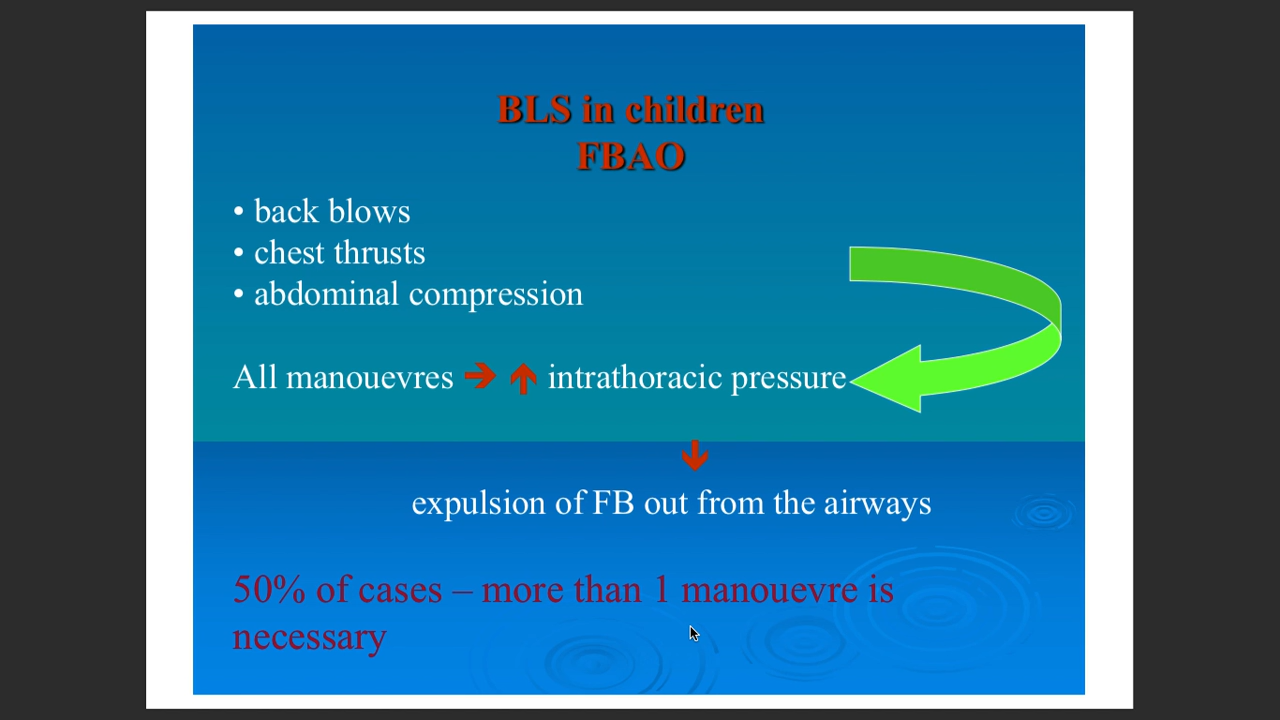 BLS in children
FBAO
• back blows
• chest thrusts
• abdominal compression
All manouevres ➔ 🡹 intrathoracic pressure
🡻
expulsion of FB out from the airways
50% of cases – more than 1 manouevre is
necessary